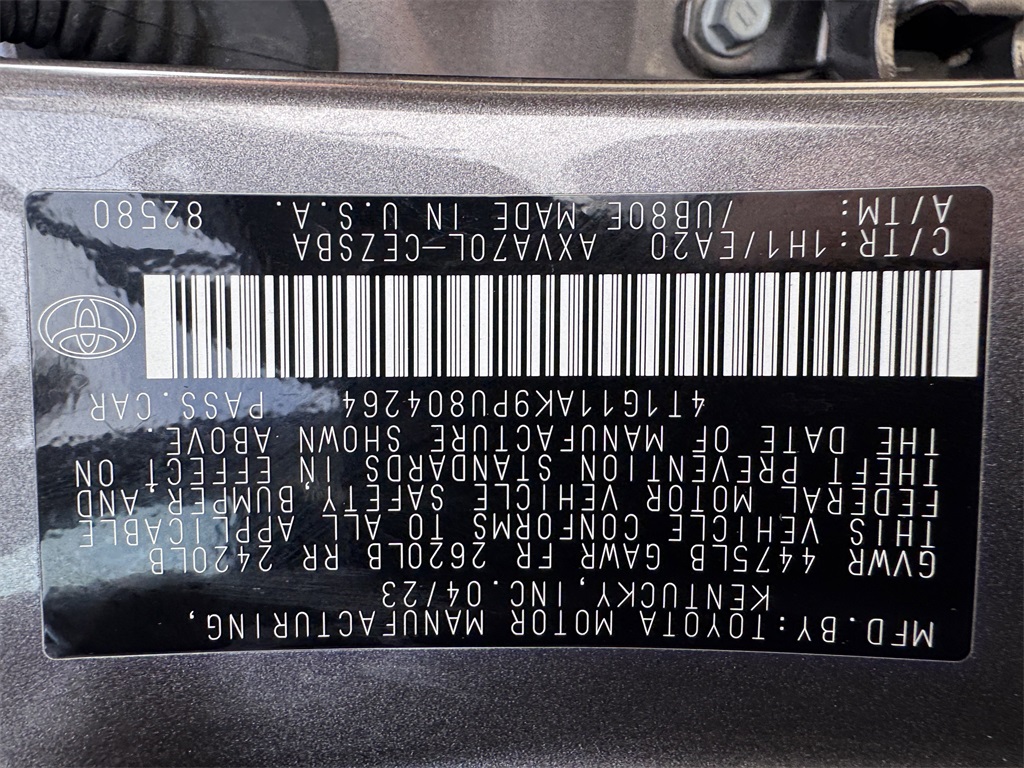 MFD.BY:TOYOTA MOTOR MANUFACTURING,
KENTUCKY,INC.04/23
GVWR 4475LB GAWR FR 2620LB RR 2420LB
THIS VEHICLE CONFORMS TO ALL APPLICABLE
FEDERAL MOTOR VEHICLE SAFETY,BUMPER,AND
THEFT PREVENTION STANDARDS IN EFFECT ON
THE DATE OF MANUFACTURE SHOWN ABOVE.
4T1G11AK9PU804264 PASS.CAR
C/TR:1H1/EA20 AXVA70L-CEZSBA
A/TM: /UB80E MADE IN U.S.A. 82580